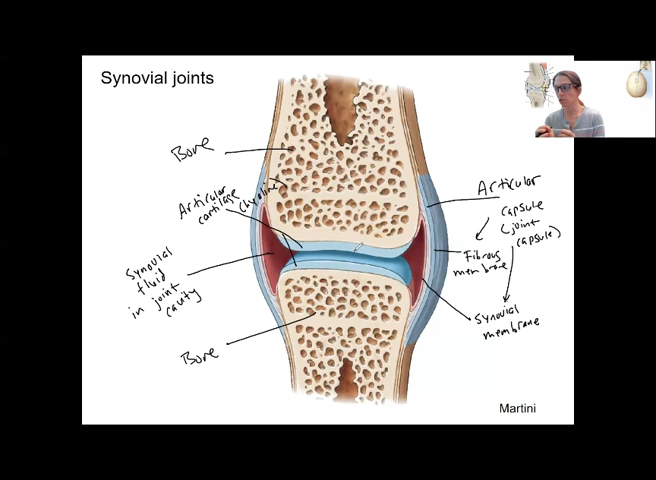 Synovial joints
Bone
Articular
cartilage
(hyaline)
Synovial
fluid
in joint
cavity
Bone
Articular
capsule
(joint
capsule)
Fibrous
membrane
Synovial
membrane
Martini